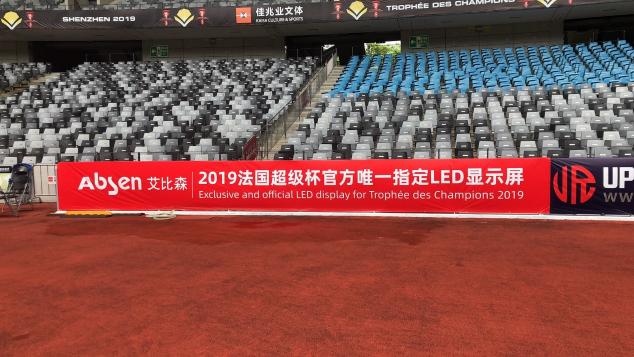 SHENZHEN 2019
佳兆业文体
KAISA CULTURE & SPORTS
TROPHÉE DES CHAMPIONS
Absen 艾比森
2019法国超级杯官方唯一指定LED显示屏
Exclusive and official LED display for Trophée des Champions 2019
UP
www